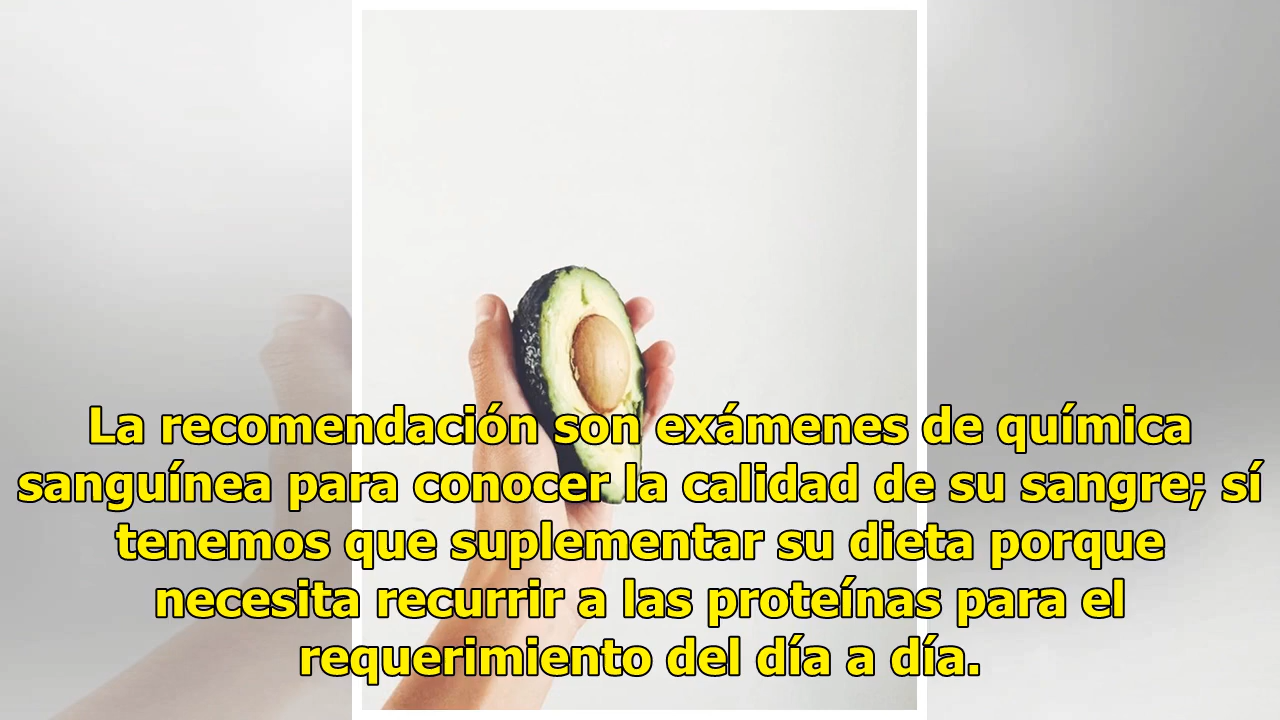 La recomendación son exámenes de química
sanguínea para conocer la calidad de su sangre; sí
tenemos que suplementar su dieta porque
necesita recurrir a las proteínas para el
requerimiento del día a día.